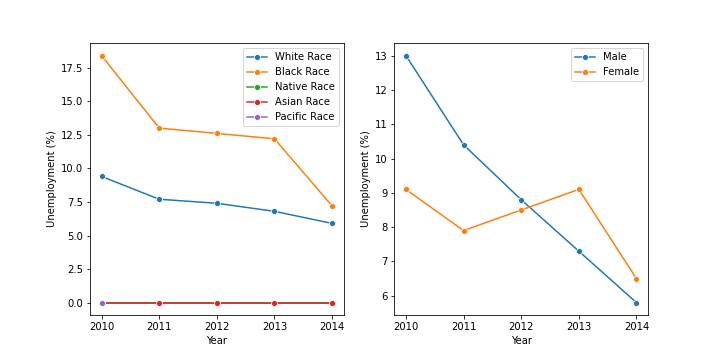 White Race
Black Race
Native Race
Asian Race
Pacific Race
17.5
15.0
12.5
10.0
7.5
5.0
2.5
0.0
Unemployment (%)
2010 2011 2012 2013 2014
Year
Male
Female
13
12
11
10
9
8
7
6
Unemployment (%)
2010 2011 2012 2013 2014
Year